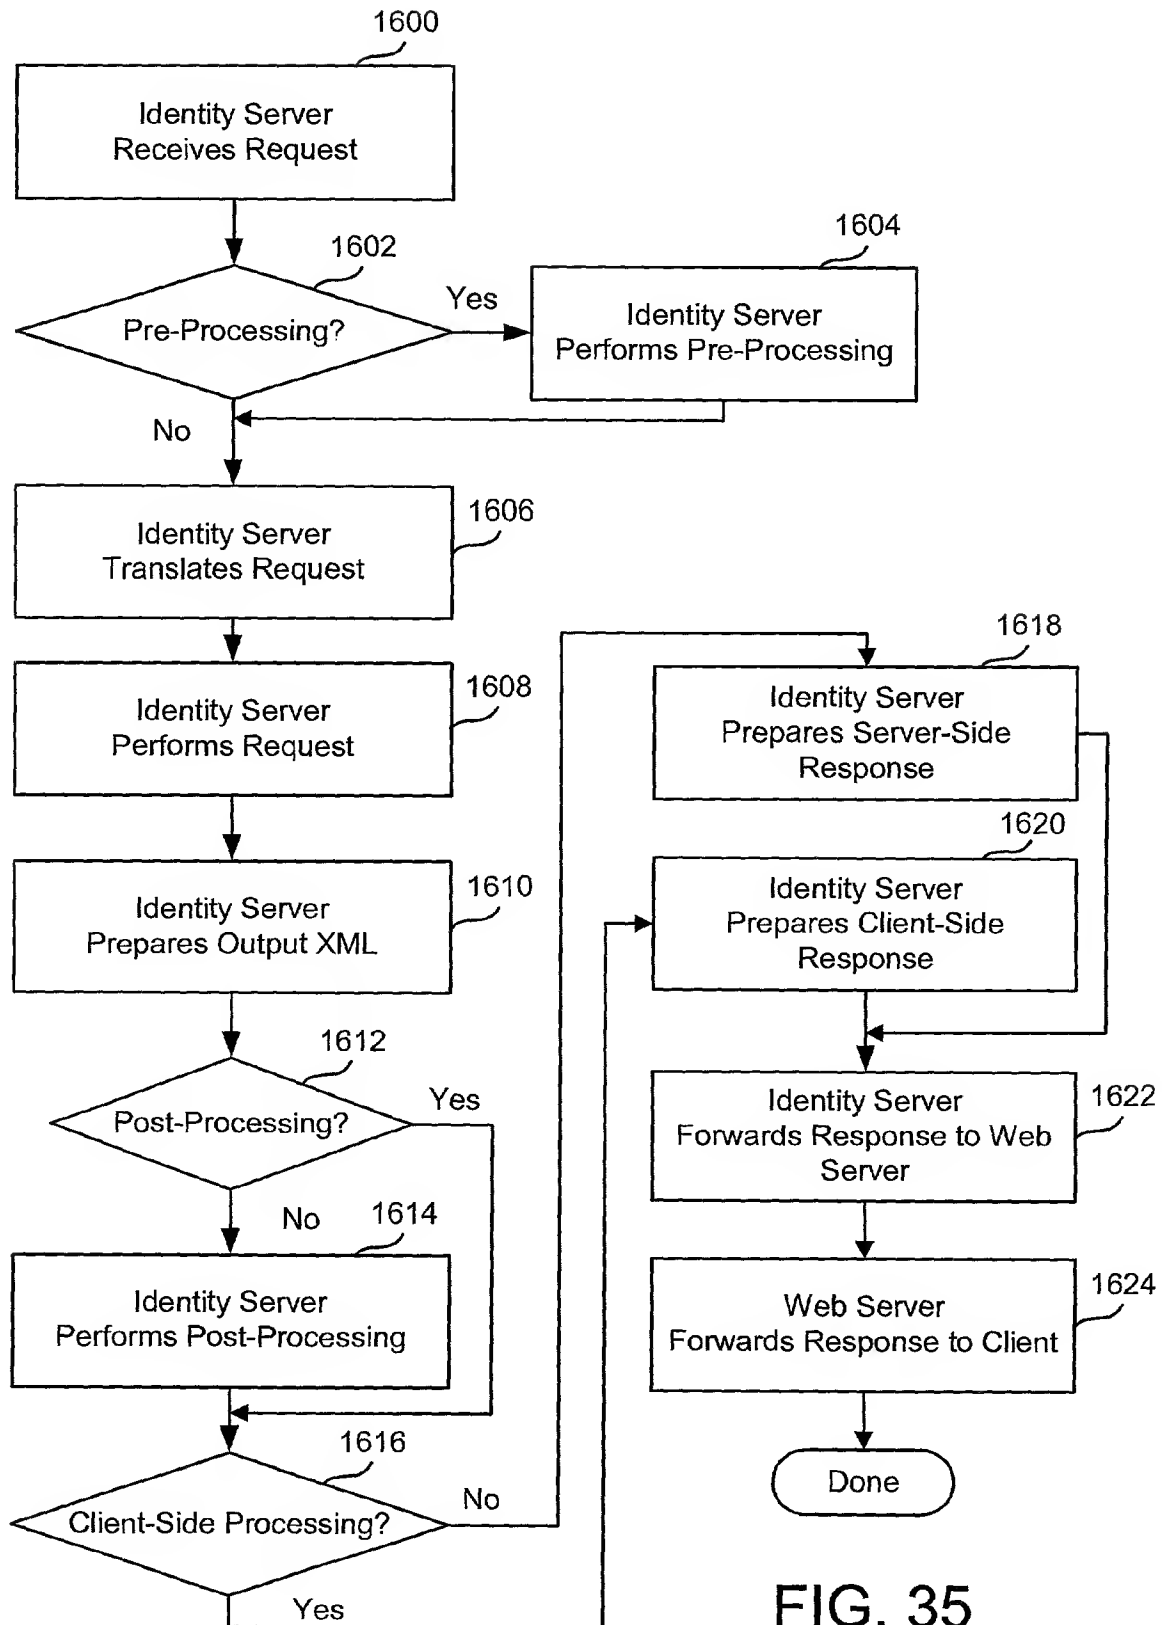 1600
Identity Server
Receives Request
1602
Pre-Processing?
Yes
No
1604
Identity Server
Performs Pre-Processing
1606
Identity Server
Translates Request
1608
Identity Server
Performs Request
1610
Identity Server
Prepares Output XML
1612
Post-Processing?
Yes
No
1614
Identity Server
Performs Post-Processing
1616
Client-Side Processing?
No
Yes
1618
Identity Server
Prepares Server-Side
Response
1620
Identity Server
Prepares Client-Side
Response
1622
Identity Server
Forwards Response to Web
Server
1624
Web Server
Forwards Response to Client
Done
FIG. 35